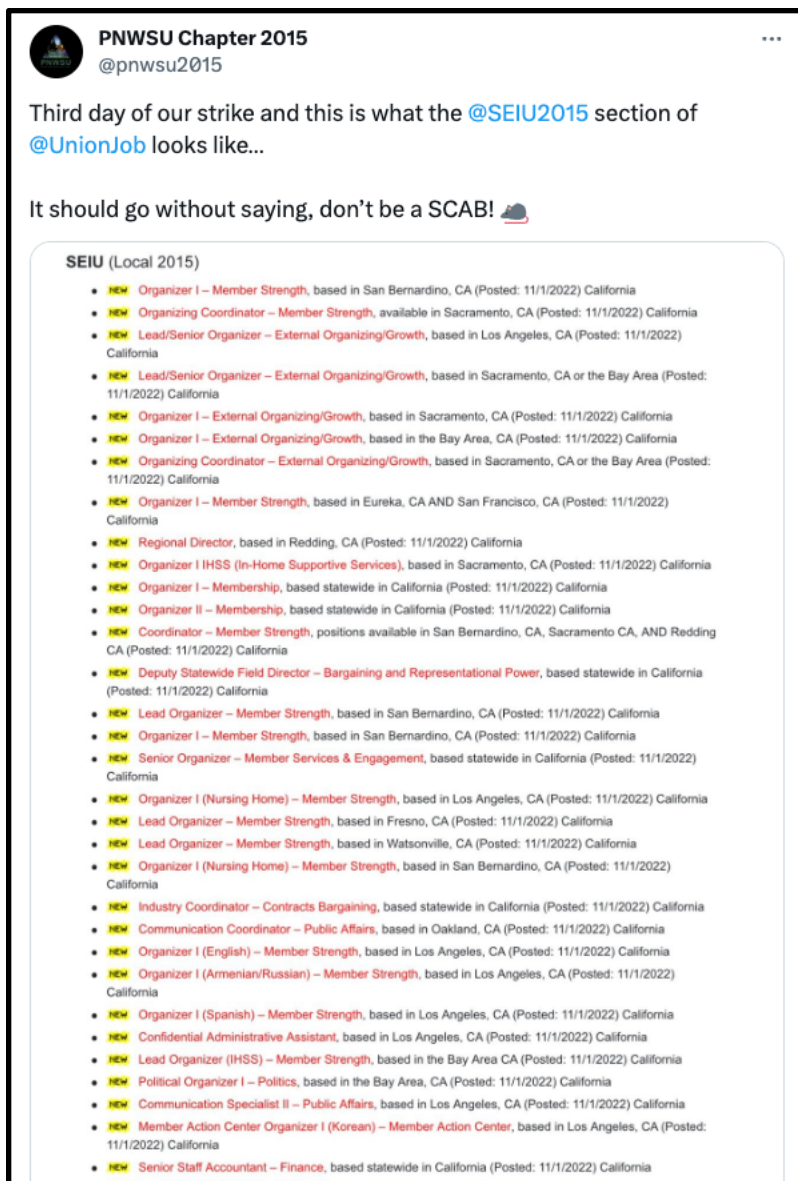 PNWSU Chapter 2015
@pnwsu2015
Third day of our strike and this is what the @SEIU2015 section of
@UnionJob looks like...
It should go without saying, don't be a SCAB! 🐀
SEIU (Local 2015)
• NEW Organizer I – Member Strength, based in San Bernardino, CA (Posted: 11/1/2022) California
• NEW Organizing Coordinator – Member Strength, available in Sacramento, CA (Posted: 11/1/2022) California
• NEW Lead/Senior Organizer – External Organizing/Growth, based in Los Angeles, CA (Posted: 11/1/2022)
California
• NEW Lead/Senior Organizer – External Organizing/Growth, based in Sacramento, CA or the Bay Area (Posted:
11/1/2022) California
• NEW Organizer I – External Organizing/Growth, based in Sacramento, CA (Posted: 11/1/2022) California
• NEW Organizer I – External Organizing/Growth, based in the Bay Area, CA (Posted: 11/1/2022) California
• NEW Organizing Coordinator – External Organizing/Growth, based in Sacramento, CA or the Bay Area (Posted:
11/1/2022) California
• NEW Organizer I – Member Strength, based in Eureka, CA AND San Francisco, CA (Posted: 11/1/2022)
California
• NEW Regional Director, based in Redding, CA (Posted: 11/1/2022) California
• NEW Organizer I IHSS (In-Home Supportive Services), based in Sacramento, CA (Posted: 11/1/2022) California
• NEW Organizer I – Membership, based statewide in California (Posted: 11/1/2022) California
• NEW Organizer II – Membership, based statewide in California (Posted: 11/1/2022) California
• NEW Coordinator – Member Strength, positions available in San Bernardino, CA, Sacramento CA, AND Redding
CA (Posted: 11/1/2022) California
• NEW Deputy Statewide Field Director – Bargaining and Representational Power, based statewide in California
(Posted: 11/1/2022) California
• NEW Lead Organizer – Member Strength, based in San Bernardino, CA (Posted: 11/1/2022) California
• NEW Organizer I – Member Strength, based in San Bernardino, CA (Posted: 11/1/2022) California
• NEW Senior Organizer – Member Services & Engagement, based statewide in California (Posted: 11/1/2022)
California
• NEW Organizer I (Nursing Home) – Member Strength, based in Los Angeles, CA (Posted: 11/1/2022) California
• NEW Lead Organizer – Member Strength, based in Fresno, CA (Posted: 11/1/2022) California
• NEW Lead Organizer – Member Strength, based in Watsonville, CA (Posted: 11/1/2022) California
• NEW Organizer I (Nursing Home) – Member Strength, based in San Bernardino, CA (Posted: 11/1/2022)
California
• NEW Industry Coordinator – Contracts Bargaining, based statewide in California (Posted: 11/1/2022) California
• NEW Communication Coordinator – Public Affairs, based in Oakland, CA (Posted: 11/1/2022) California
• NEW Organizer I (English) – Member Strength, based in Los Angeles, CA (Posted: 11/1/2022) California
• NEW Organizer I (Armenian/Russian) – Member Strength, based in Los Angeles, CA (Posted: 11/1/2022)
California
• NEW Organizer I (Spanish) – Member Strength, based in Los Angeles, CA (Posted: 11/1/2022) California
• NEW Confidential Administrative Assistant, based in Los Angeles, CA (Posted: 11/1/2022) California
• NEW Lead Organizer (IHSS) – Member Strength, based in the Bay Area CA (Posted: 11/1/2022) California
• NEW Political Organizer I – Politics, based in the Bay Area, CA (Posted: 11/1/2022) California
• NEW Communication Specialist II – Public Affairs, based in Los Angeles, CA (Posted: 11/1/2022) California
• NEW Member Action Center Organizer I (Korean) – Member Action Center, based in Los Angeles, CA (Posted:
11/1/2022) California
• NEW Senior Staff Accountant – Finance, based statewide in California (Posted: 11/1/2022) California